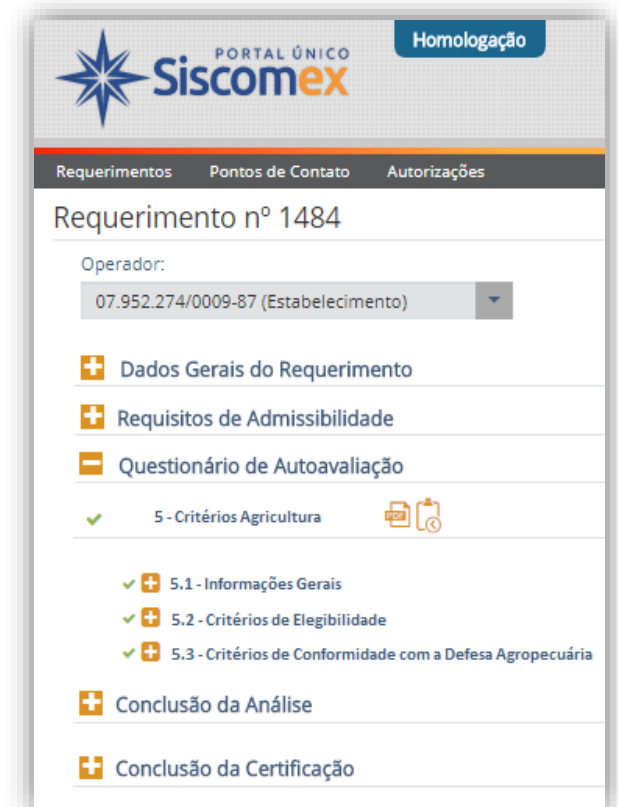 Homologação
PORTAL ÚNICO
Siscomex
Requerimentos Pontos de Contato Autorizações
Requerimento nº 1484
Operador:
07.952.274/0009-87 (Estabelecimento)
Dados Gerais do Requerimento
Requisitos de Admissibilidade
Questionário de Autoavaliação
5 - Critérios Agricultura PDF
5.1 - Informações Gerais
5.2 - Critérios de Elegibilidade
5.3 - Critérios de Conformidade com a Defesa Agropecuária
Conclusão da Análise
Conclusão da Certificação